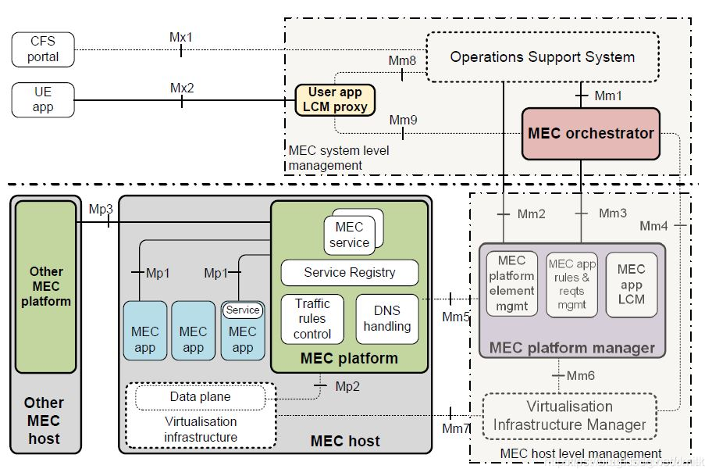 CFS
portal
Mx1
Operations Support System
Mm8
UE
app
Mx2
User app
LCM proxy
Mm1
Mm9
MEC orchestrator
MEC system level
management
Mp3
Mm2
Mm3
Mm4
MEC
service
Other
MEC
platform
Mp1
Mp1
Service Registry
MEC
platform
element
mgmt
MEC app
rules &
reqts
mgmt
MEC
app
LCM
Service
MEC
app
MEC
app
MEC
app
Traffic
rules
control
DNS
handling
Mm5
MEC platform
MEC platform manager
Mp2
Mm6
Data plane
Virtualisation
infrastructure
Other
MEC
host
MEC host
Mm7
Virtualisation
Infrastructure Manager
MEC host level management